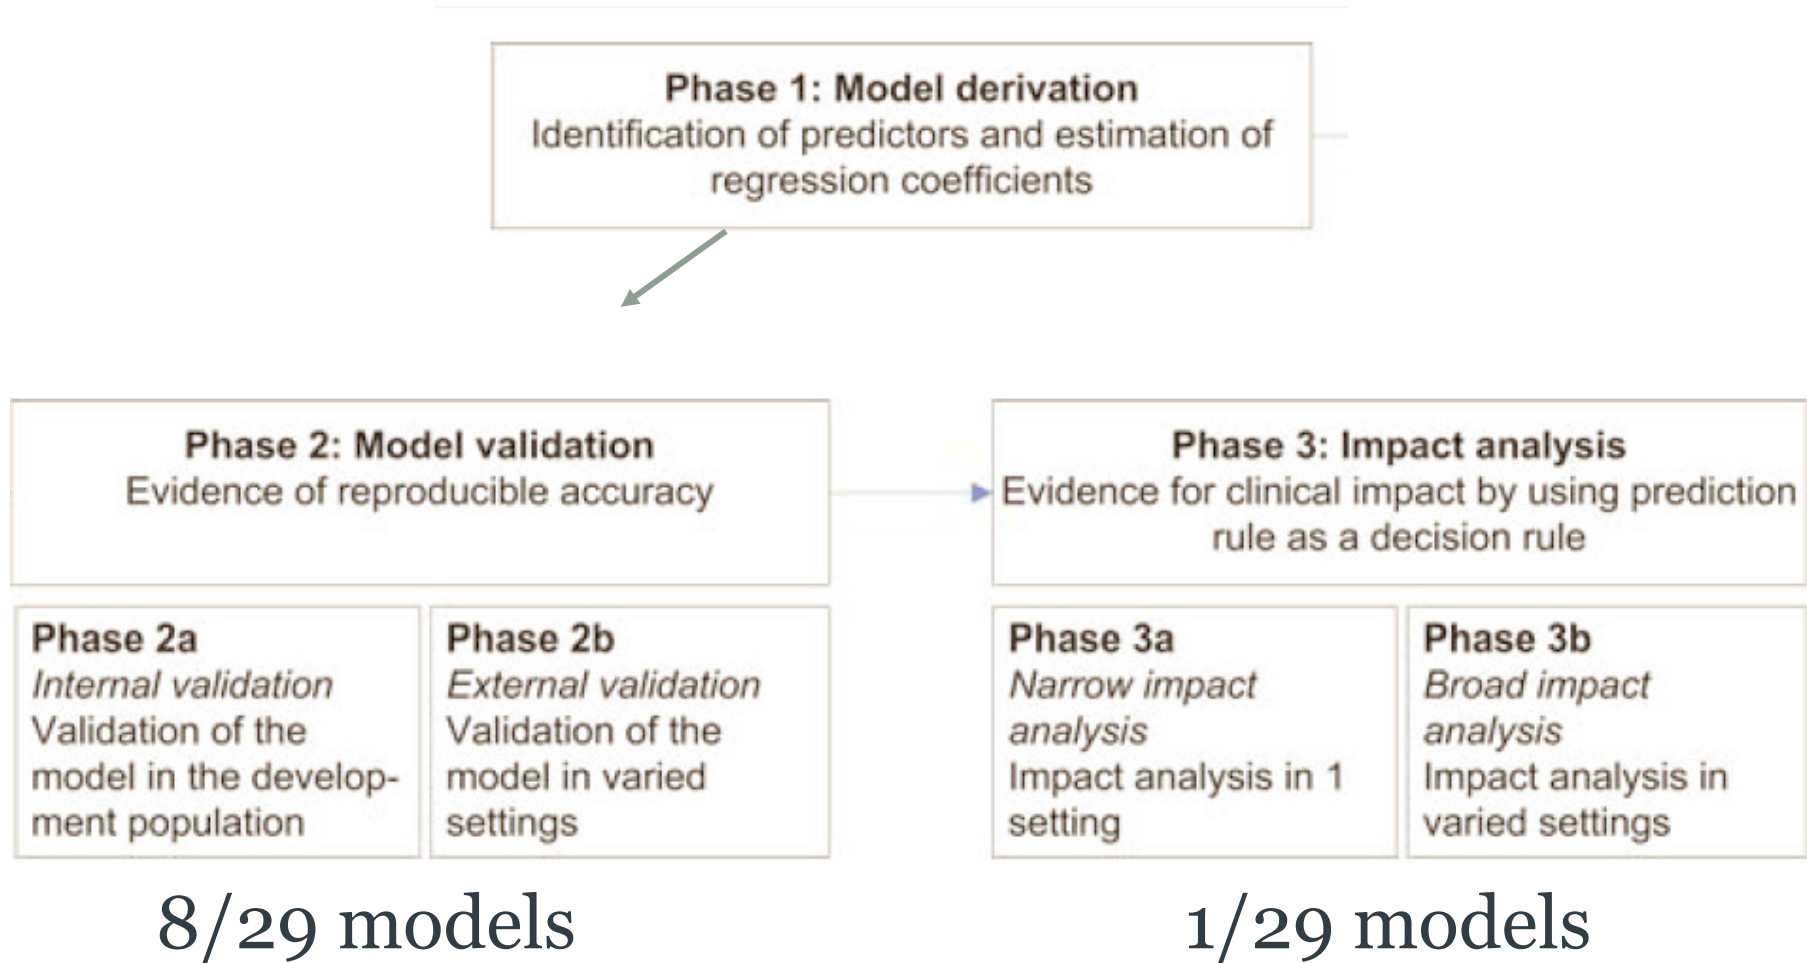 Phase 1: Model derivation
Identification of predictors and estimation of
regression coefficients
Phase 2: Model validation
Evidence of reproducible accuracy
Phase 3: Impact analysis
Evidence for clinical impact by using prediction
rule as a decision rule
Phase 2a
Internal validation
Validation of the
model in the develop-
ment population
Phase 2b
External validation
Validation of the
model in varied
settings
Phase 3a
Narrow impact
analysis
Impact analysis in 1
setting
Phase 3b
Broad impact
analysis
Impact analysis in
varied settings
8/29 models
1/29 models